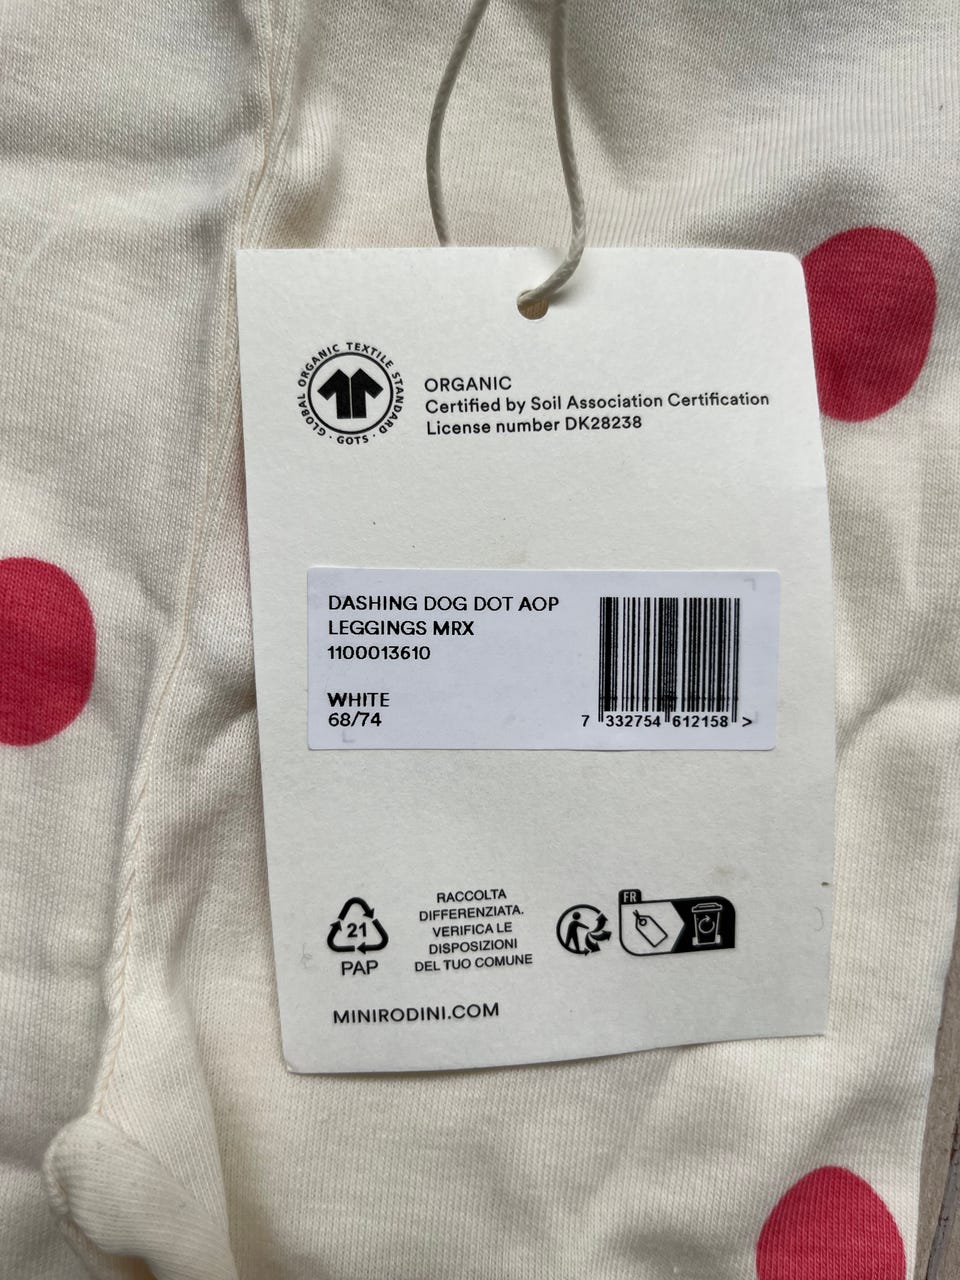 GLOBAL ORGANIC TEXTILE STANDARD · GOTS ·
ORGANIC
Certified by Soil Association Certification
License number DK28238
DASHING DOG DOT AOP
LEGGINGS MRX
1100013610
WHITE
68/74
7 332754 612158 >
21
PAP
RACCOLTA
DIFFERENZIATA.
VERIFICA LE
DISPOSIZIONI
DEL TUO COMUNE
FR
MINIRODINI.COM